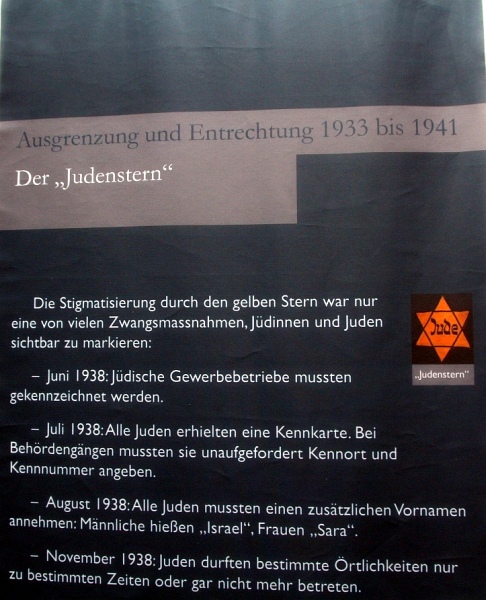 Ausgrenzung und Entrechtung 1933 bis 1941
Der „Judenstern“
Die Stigmatisierung durch den gelben Stern war nur
eine von vielen Zwangsmassnahmen, Jüdinnen und Juden
sichtbar zu markieren:
Jude
„Judenstern“
– Juni 1938: Jüdische Gewerbebetriebe mussten
gekennzeichnet werden.
– Juli 1938: Alle Juden erhielten eine Kennkarte. Bei
Behördengängen mussten sie unaufgefordert Kennort und
Kennnummer angeben.
– August 1938: Alle Juden mussten einen zusätzlichen Vornamen
annehmen: Männliche hießen „Israel“, Frauen „Sara“.
– November 1938: Juden durften bestimmte Örtlichkeiten nur
zu bestimmten Zeiten oder gar nicht mehr betreten.